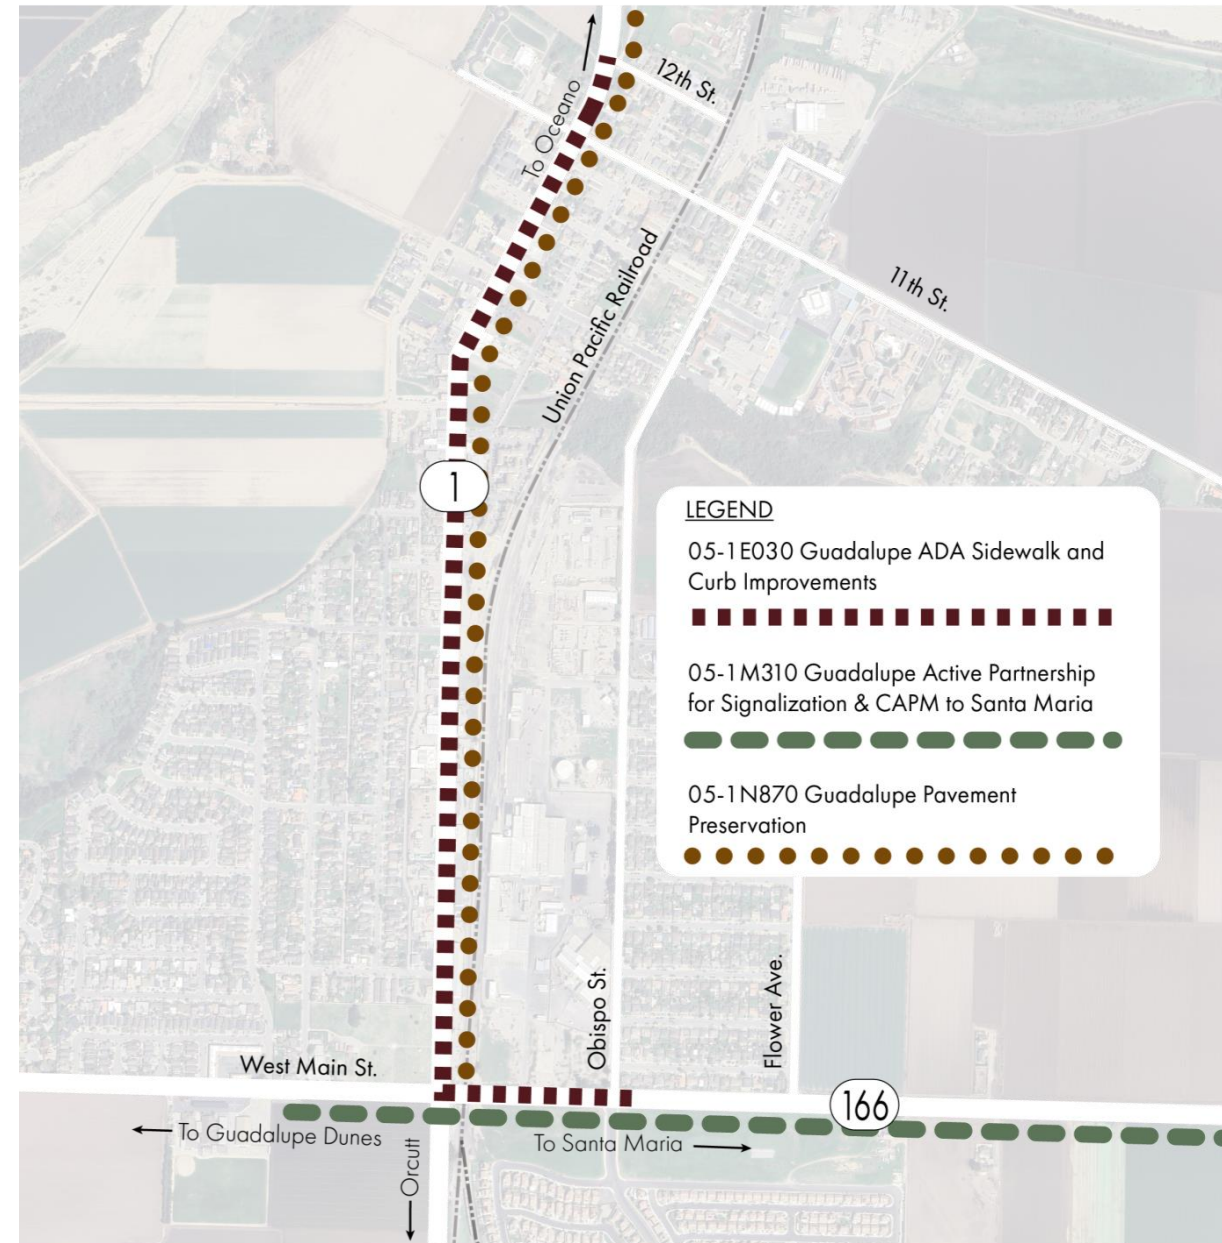 To Oceano
12th St.
11th St.
Union Pacific Railroad
1
LEGEND
05-1E030 Guadalupe ADA Sidewalk and
Curb Improvements
05-1M310 Guadalupe Active Partnership
for Signalization & CAPM to Santa Maria
05-1N870 Guadalupe Pavement
Preservation
Obispo St.
Flower Ave.
West Main St.
166
To Guadalupe Dunes
To Santa Maria
Orcutt